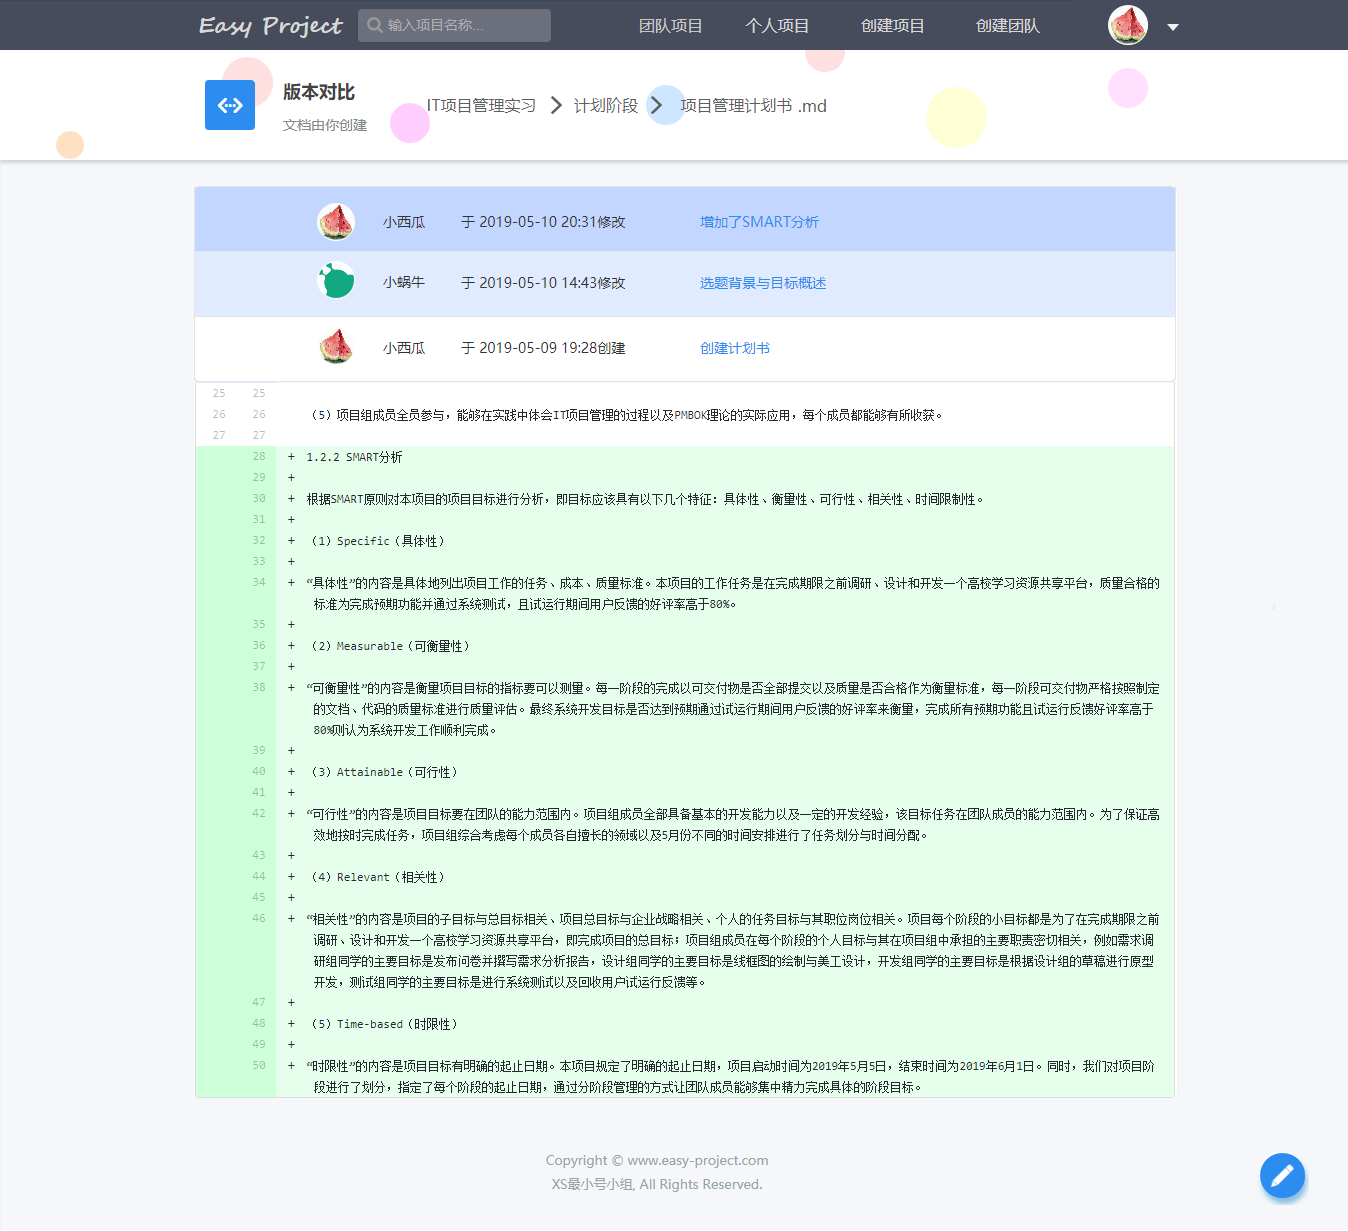 Easy Project
输入项目名称...
团队项目
个人项目
创建项目
创建团队
版本对比
文档由你创建
IT项目管理实习
计划阶段
项目管理计划书 .md
小西瓜 于 2019-05-10 20:31修改 增加了SMART分析
小蜗牛 于 2019-05-10 14:43修改 选题背景与目标概述
小西瓜 于 2019-05-09 19:28创建 创建计划书
25 25
26 26 （5）项目组成员全员参与，能够在实践中体会IT项目管理的过程以及PMBOK理论的实际应用，每个成员都能够有所收获。
27 27
28 + 1.2.2 SMART分析
29 +
30 + 根据SMART原则对本项目的项目目标进行分析，即目标应该具有以下几个特征：具体性、衡量性、可行性、相关性、时间限制性。
31 +
32 + （1）Specific（具体性）
33 +
34 + “具体性”的内容是具体地列出项目工作的任务、成本、质量标准。本项目的工作任务是在完成期限之前调研、设计和开发一个高校学习资源共享平台，质量合格的
标准为完成预期功能并通过系统测试，且试运行期间用户反馈的好评率高于80%。
35 +
36 + （2）Measurable（可衡量性）
37 +
38 + “可衡量性”的内容是衡量项目目标的指标要可以测量。每一阶段的完成以可交付物是否全部提交以及质量是否合格作为衡量标准，每一阶段可交付物严格按照制定
的文档、代码的质量标准进行质量评估。最终系统开发目标是否达到预期通过试运行期间用户反馈的好评率来衡量，完成所有预期功能且试运行反馈好评率高于
80%则认为系统开发工作顺利完成。
39 +
40 + （3）Attainable（可行性）
41 +
42 + “可行性”的内容是项目目标要在团队的能力范围内。项目组成员全部具备基本的开发能力以及一定的开发经验，该目标任务在团队成员的能力范围内。为了保证高
效地按时完成任务，项目组综合考虑每个成员各自擅长的领域以及5月份不同的时间安排进行了任务划分与时间分配。
43 +
44 + （4）Relevant（相关性）
45 +
46 + “相关性”的内容是项目的子目标与总目标相关、项目总目标与企业战略相关、个人的任务目标与其职位岗位相关。项目每个阶段的小目标都是为了在完成期限之前
调研、设计和开发一个高校学习资源共享平台，即完成项目的总目标；项目组成员在每个阶段的个人目标与其在项目组中承担的主要职责密切相关，例如需求调
研组同学的主要目标是发布问卷并撰写需求分析报告，设计组同学的主要目标是线框图的绘制与美工设计，开发组同学的主要目标是根据设计组的草稿进行原型
开发，测试组同学的主要目标是进行系统测试以及回收用户试运行反馈等。
47 +
48 + （5）Time-based（时限性）
49 +
50 + “时限性”的内容是项目目标有明确的起止日期。本项目规定了明确的起止日期，项目启动时间为2019年5月5日，结束时间为2019年6月1日。同时，我们对项目阶
段进行了划分，指定了每个阶段的起止日期，通过分阶段管理的方式让团队成员能够集中精力完成具体的阶段目标。
Copyright © www.easy-project.com
XS最小号小组, All Rights Reserved.